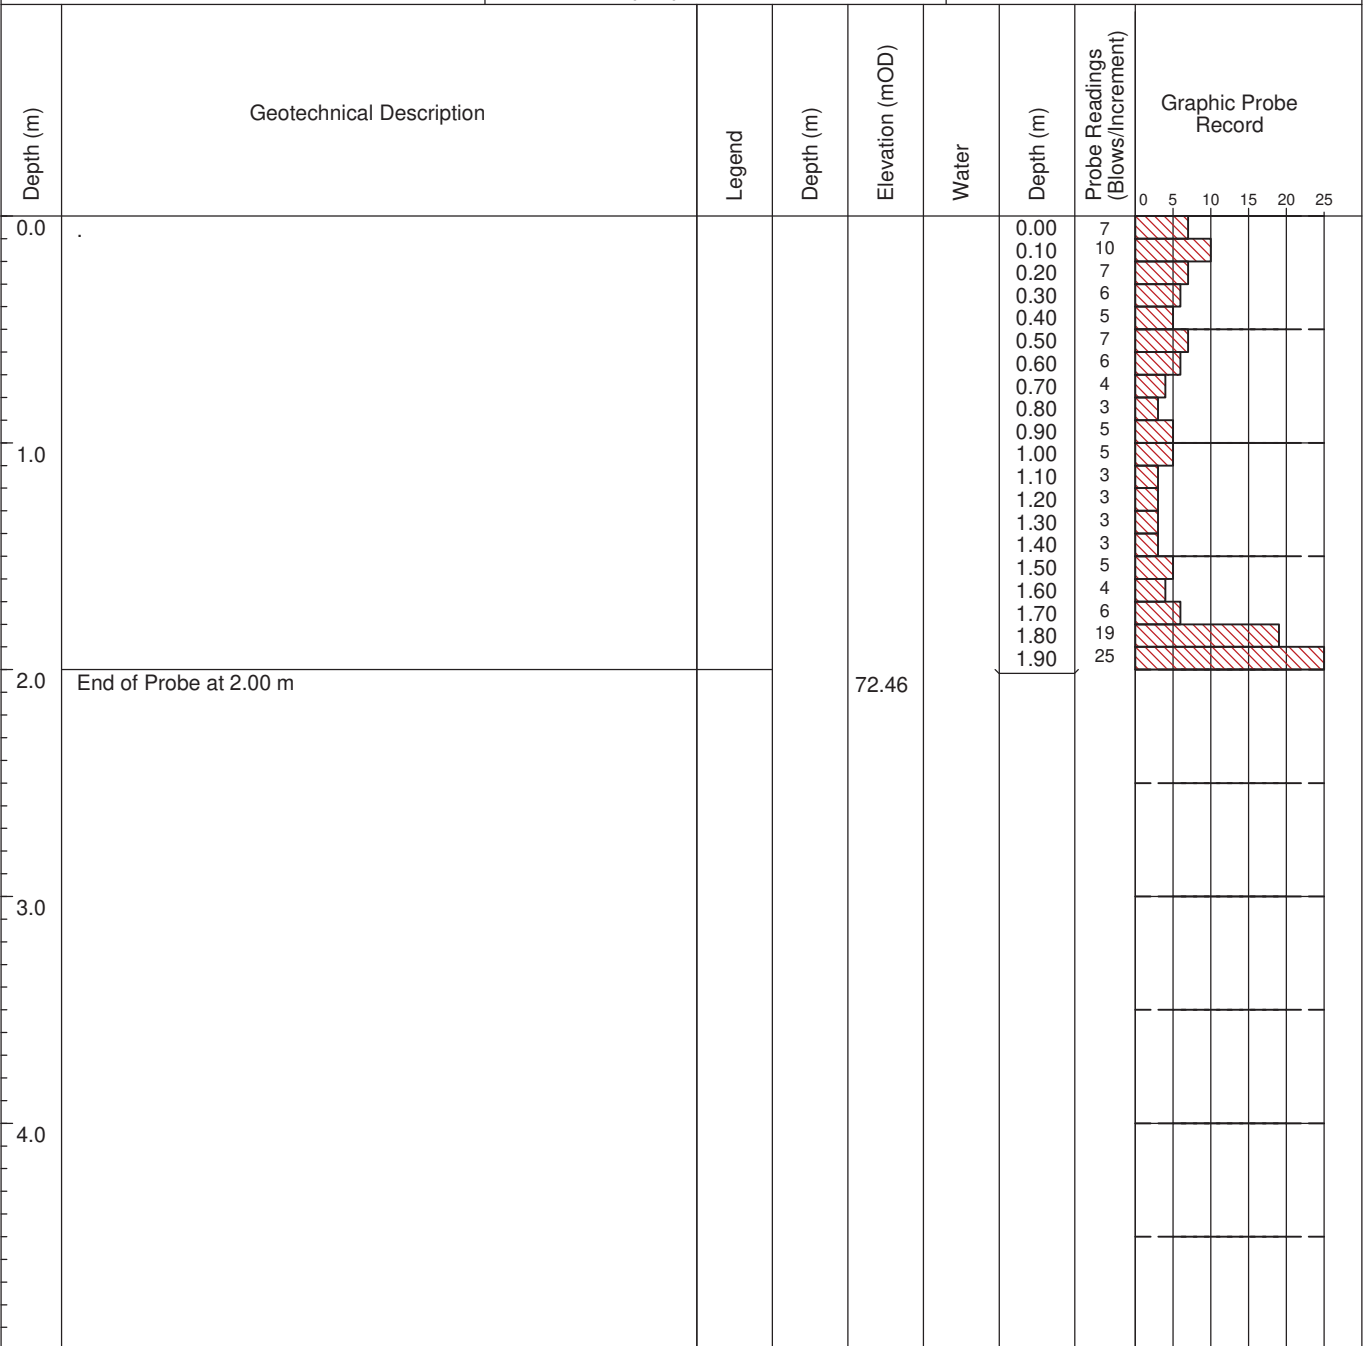 Depth (m)
Geotechnical Description
Legend
Depth (m)
Elevation (mOD)
Water
Depth (m)
Probe Readings
(Blows/Increment)
Graphic Probe
Record
0 5 10 15 20 25
0.0 . 0.00 7
0.10 10
0.20 7
0.30 6
0.40 5
0.50 7
0.60 6
0.70 4
0.80 3
0.90 5
1.0 1.00 5
1.10 3
1.20 3
1.30 3
1.40 3
1.50 5
1.60 4
1.70 6
1.80 19
1.90 25
2.0 End of Probe at 2.00 m 72.46
3.0
4.0